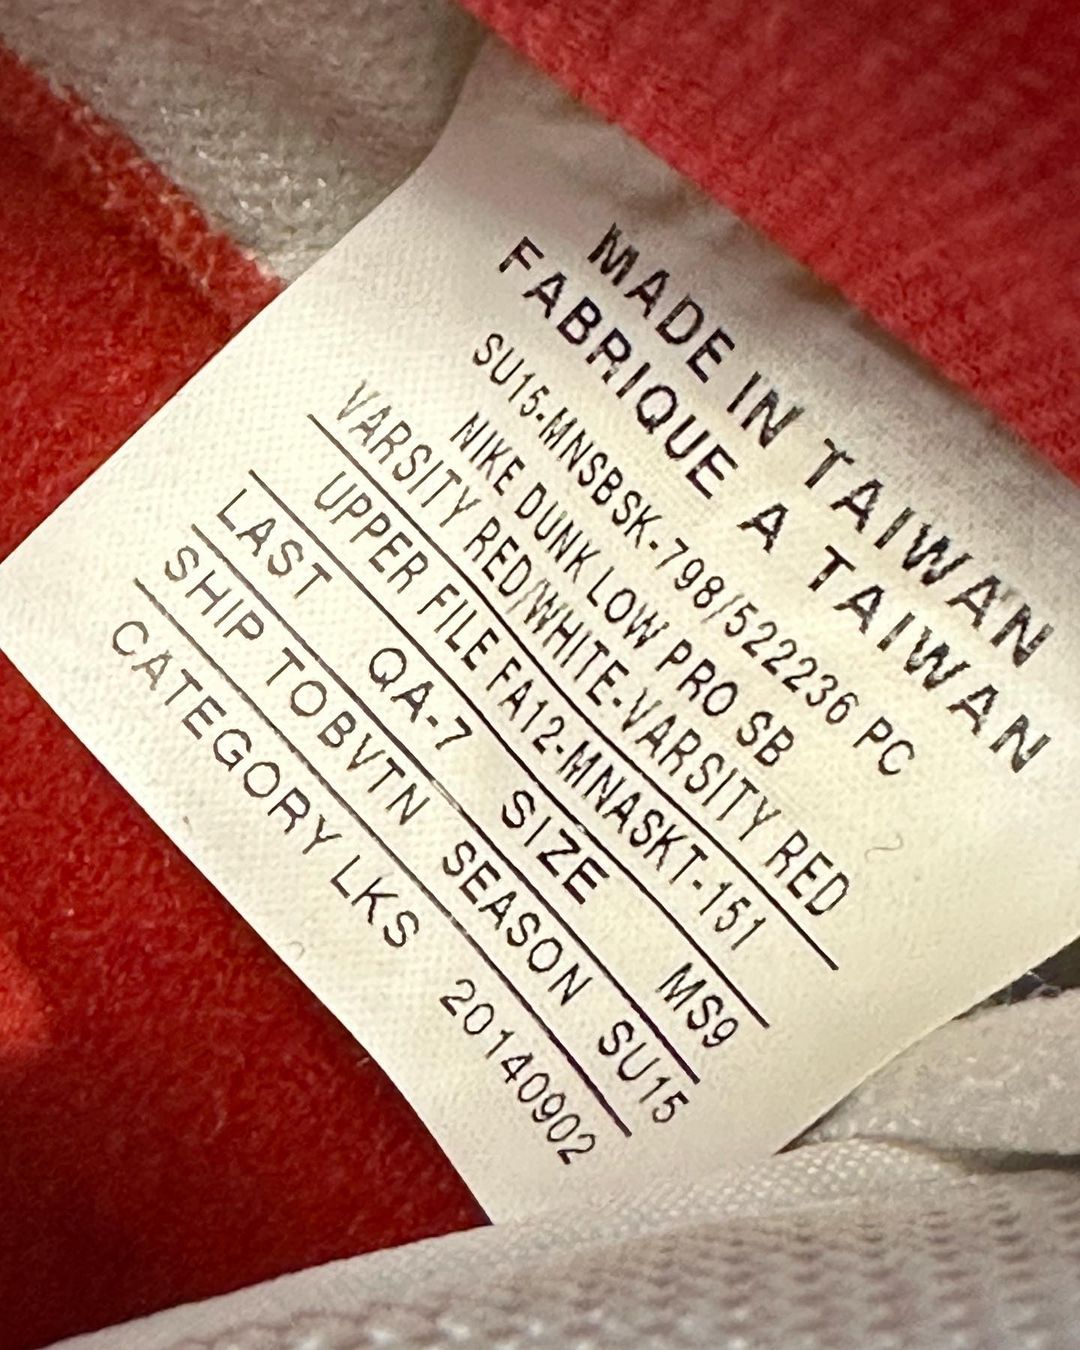 MADE IN TAIWAN
FABRIQUE A TAIWAN
SU15-MNSBSK-798/522236 PC
NIKE DUNK LOW PRO SB
VARSITY RED/WHITE-VARSITY RED
UPPER FILE FA12-MNASKT-151
LAST QA-7 SIZE MS9
SHIP TOBVTN SEASON SU15
CATEGORY LKS 20140902